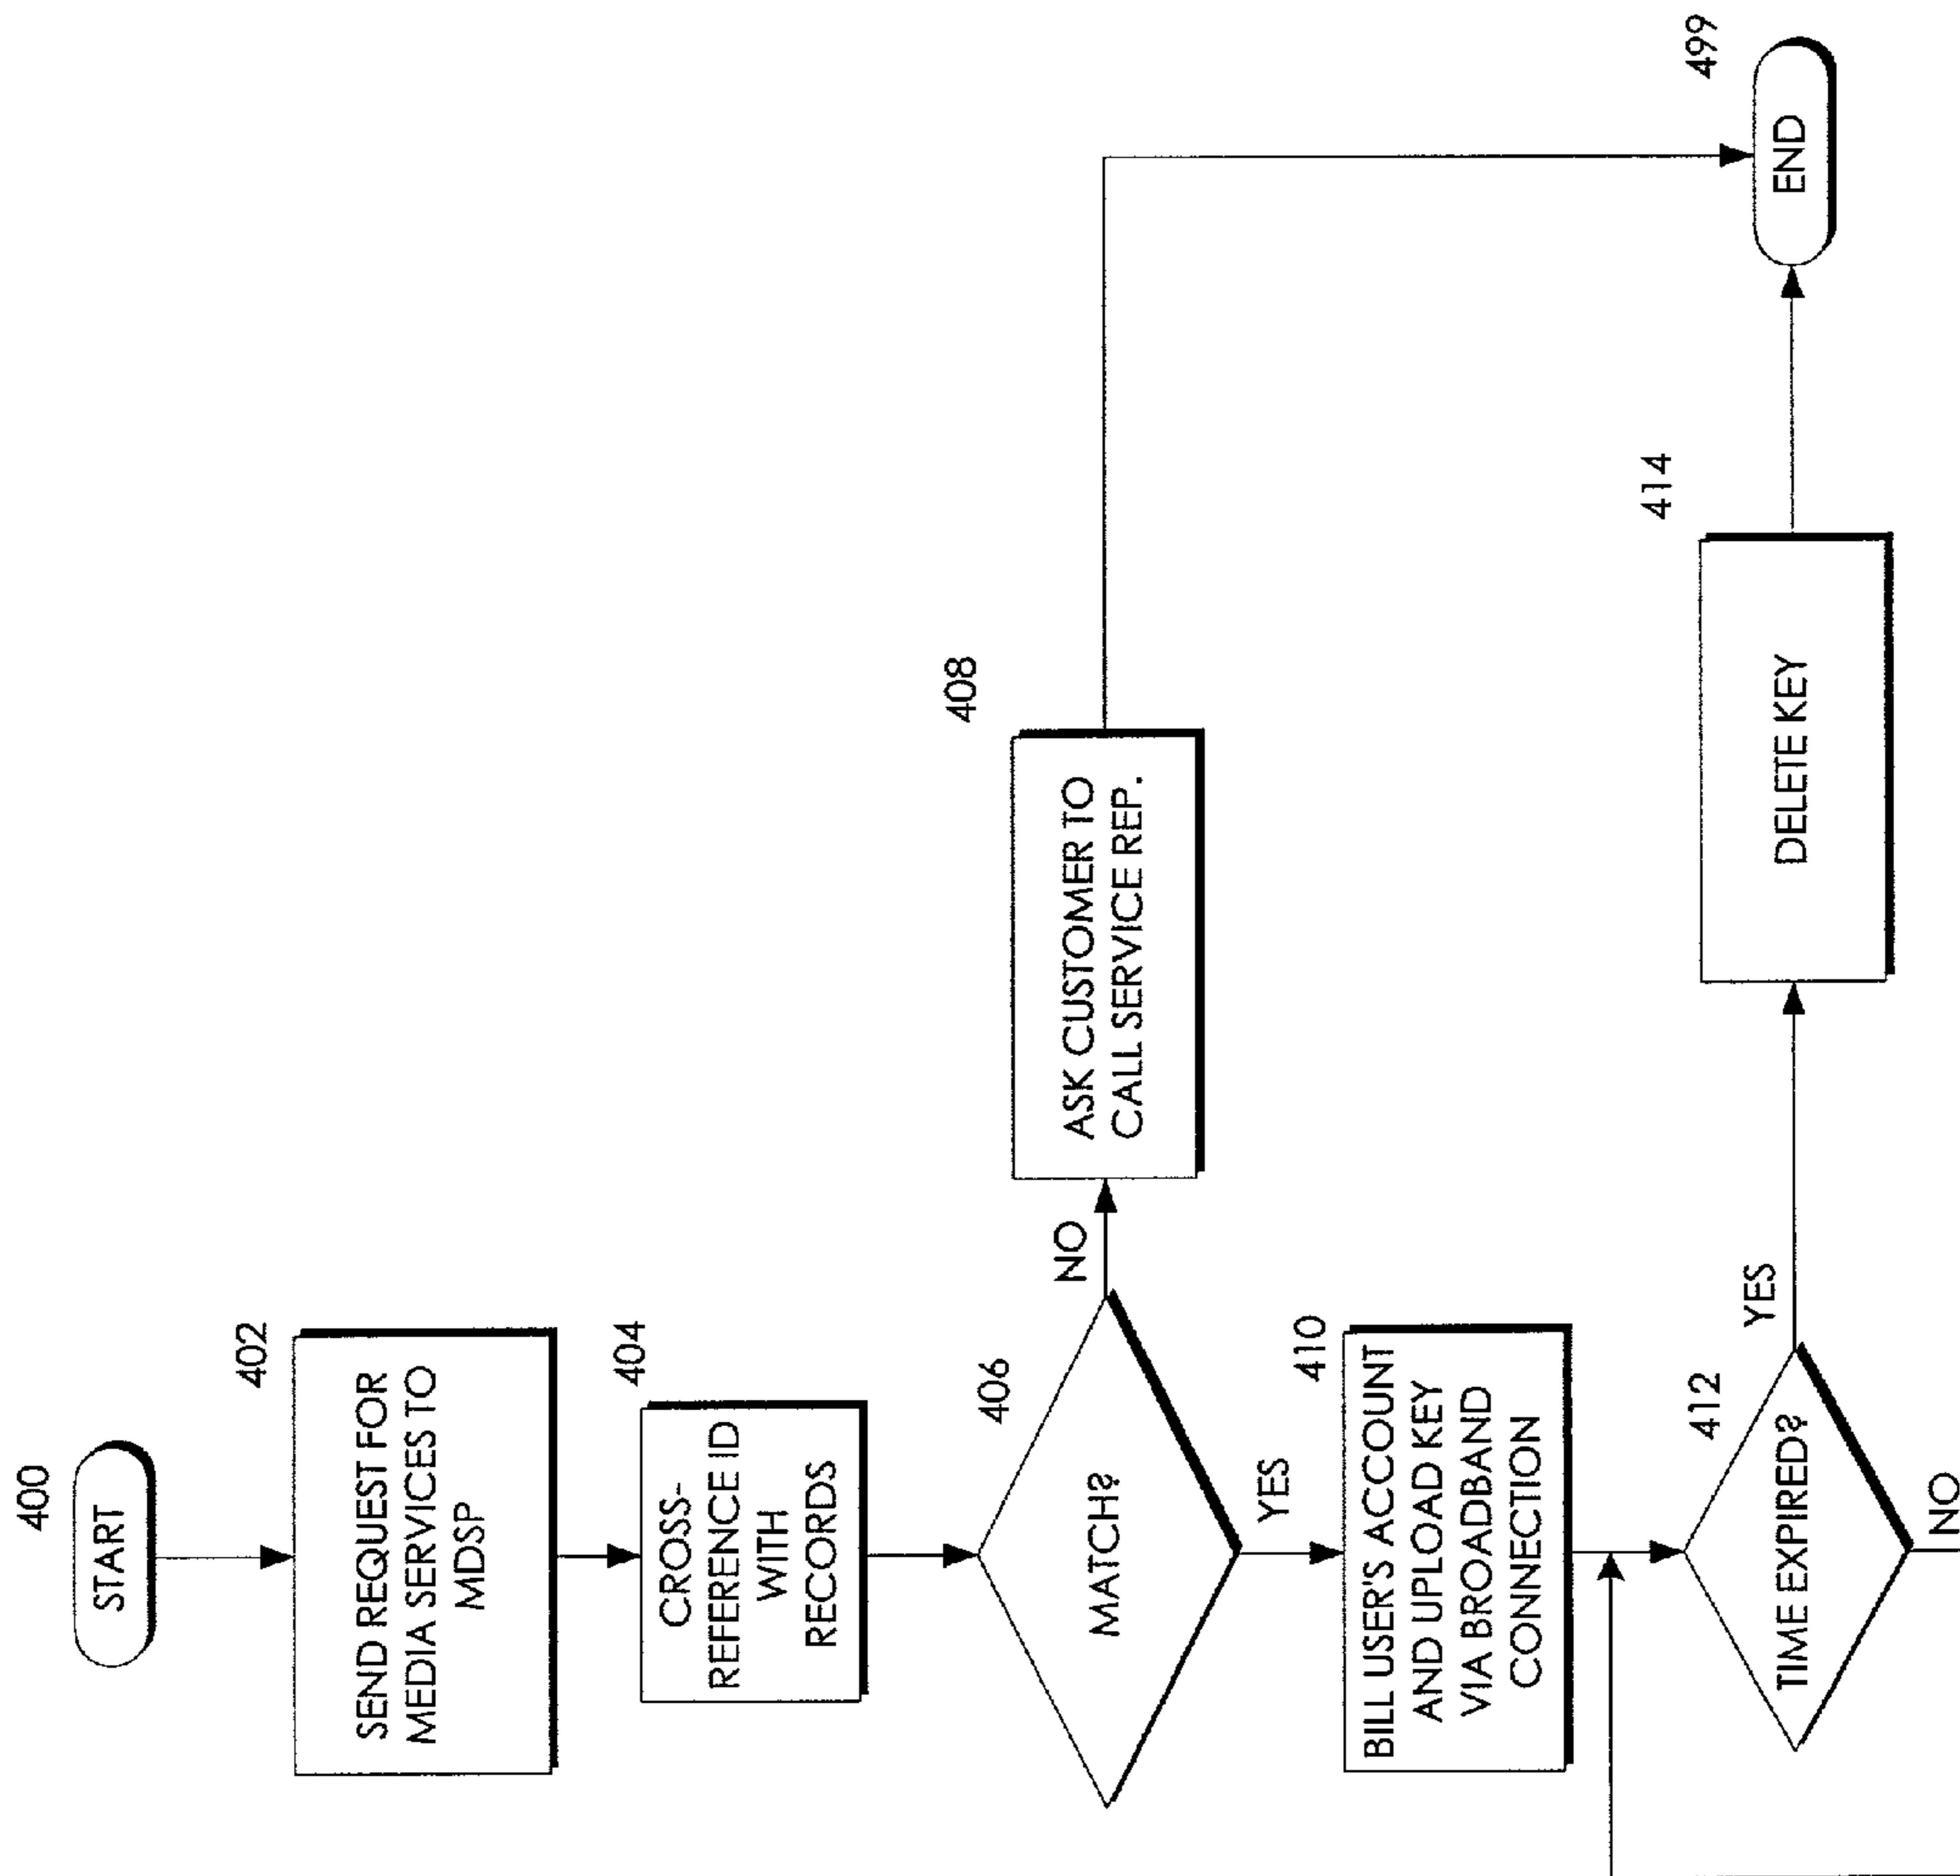 400
START
402
SEND REQUEST FOR
MEDIA SERVICES TO
MDSP
404
CROSS-
REFERENCE ID
WITH
RECORDS
406
MATCH?
NO
408
ASK CUSTOMER TO
CALL SERVICE REP.
YES
410
BILL USER'S ACCOUNT
AND UPLOAD KEY
VIA BROADBAND
CONNECTION
412
TIME EXPIRED?
YES
414
DELETE KEY
499
END
NO